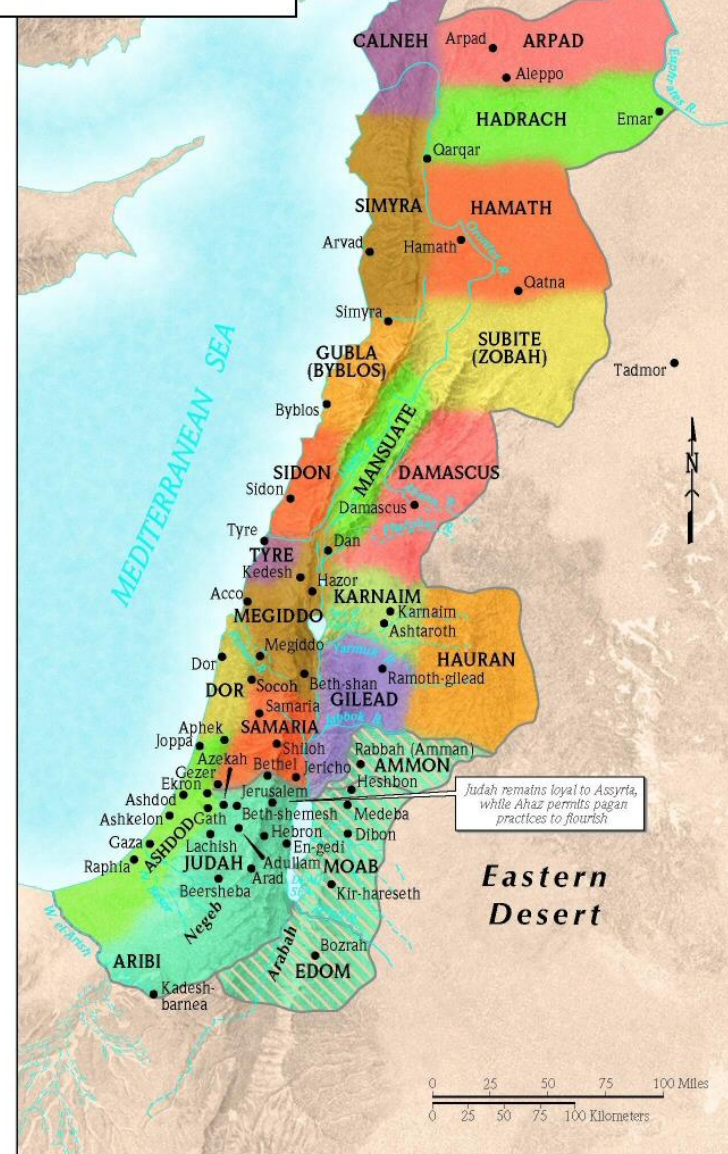 CALNEH
Arpad
ARPAD
Aleppo
Euphrates R.
HADRACH
Emar
Qarqar
SIMYRA
HAMATH
Arvad
Hamath
Orontes R.
Qatna
Simyra
SUBITE
(ZOBAH)
GUBLA
(BYBLOS)
Tadmor
MEDITERRANEAN SEA
Byblos
MANSUATE
N
SIDON
DAMASCUS
Sidon
Damascus
Tyre
Dan
TYRE
Kedesh
Hazor
Acco
KARNAIM
Karnaim
MEGIDDO
Ashtaroth
Megiddo
Yarmuk R.
HAURAN
Dor
Beth-shan
Ramoth-gilead
DOR
Socoh
GILEAD
Samaria
SAMARIA
Jabbok R.
Aphek
Joppa
Shiloh
Rabbah (Amman)
Azekah
Bethel
Jericho
AMMON
Gezer
Ekron
Jerusalem
Heshbon
Judah remains loyal to Assyria,
while Ahaz permits pagan
practices to flourish
Ashdod
Gath
Beth-shemesh
Medeba
Ashkelon
Hebron
Dibon
Gaza
ASHDOD
Lachish
En-gedi
Raphia
JUDAH
Adullam
MOAB
Arad
Beersheba
Kir-hareseth
Eastern
Desert
Negeb
W. el-Arish
Arabah
Bozrah
ARIBI
EDOM
Kadesh-
barnea
0 25 50 75 100 Miles
0 25 50 75 100 Kilometers